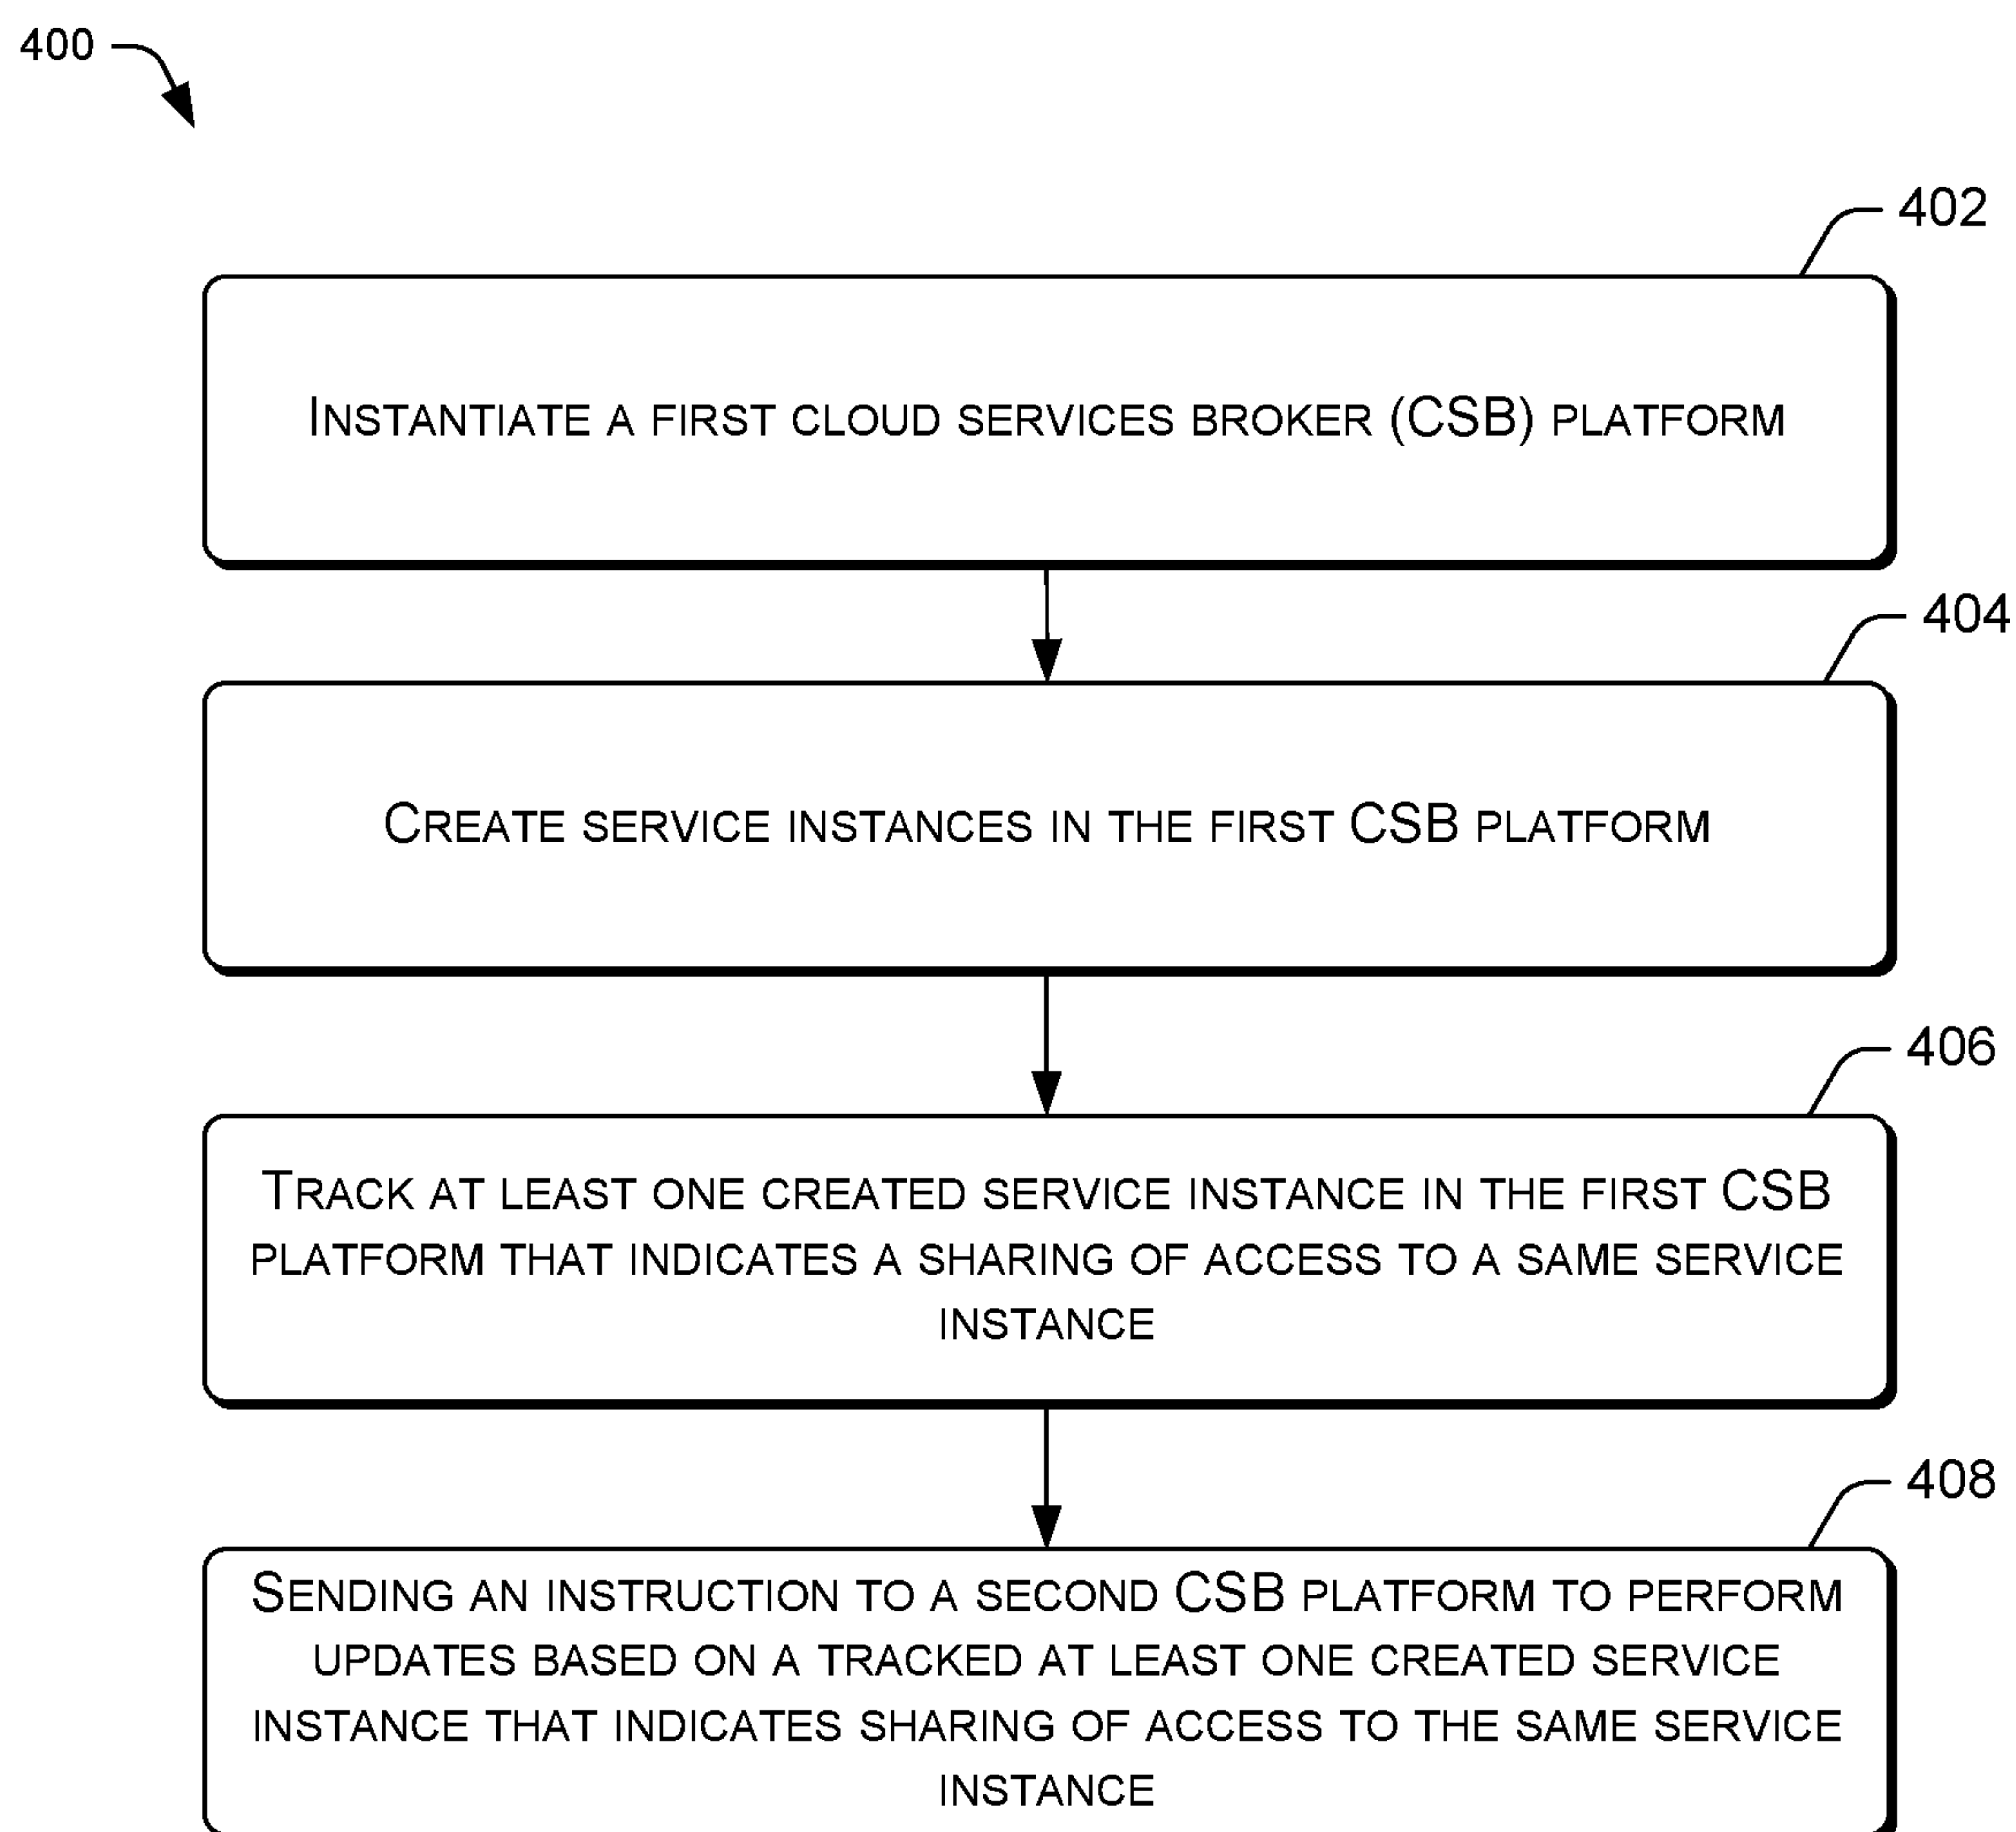 400
402
INSTANTIATE A FIRST CLOUD SERVICES BROKER (CSB) PLATFORM
404
CREATE SERVICE INSTANCES IN THE FIRST CSB PLATFORM
406
TRACK AT LEAST ONE CREATED SERVICE INSTANCE IN THE FIRST CSB
PLATFORM THAT INDICATES A SHARING OF ACCESS TO A SAME SERVICE
INSTANCE
408
SENDING AN INSTRUCTION TO A SECOND CSB PLATFORM TO PERFORM
UPDATES BASED ON A TRACKED AT LEAST ONE CREATED SERVICE
INSTANCE THAT INDICATES SHARING OF ACCESS TO THE SAME SERVICE
INSTANCE